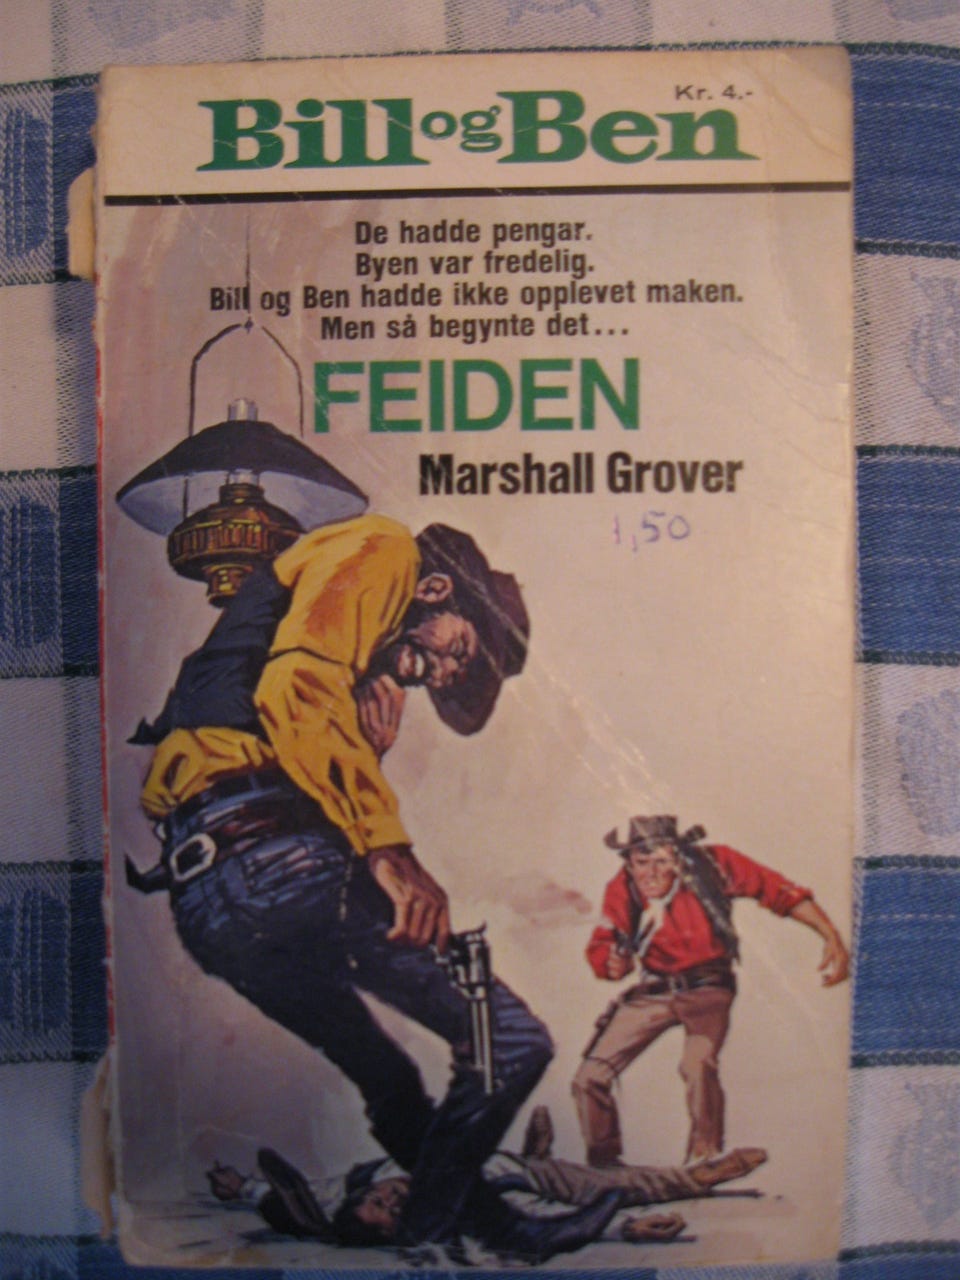 Kr. 4.-
Bill og Ben
De hadde pengar.
Byen var fredelig.
Bill og Ben hadde ikke opplevet maken.
Men så begynte det...
FEIDEN
Marshall Grover
1,50